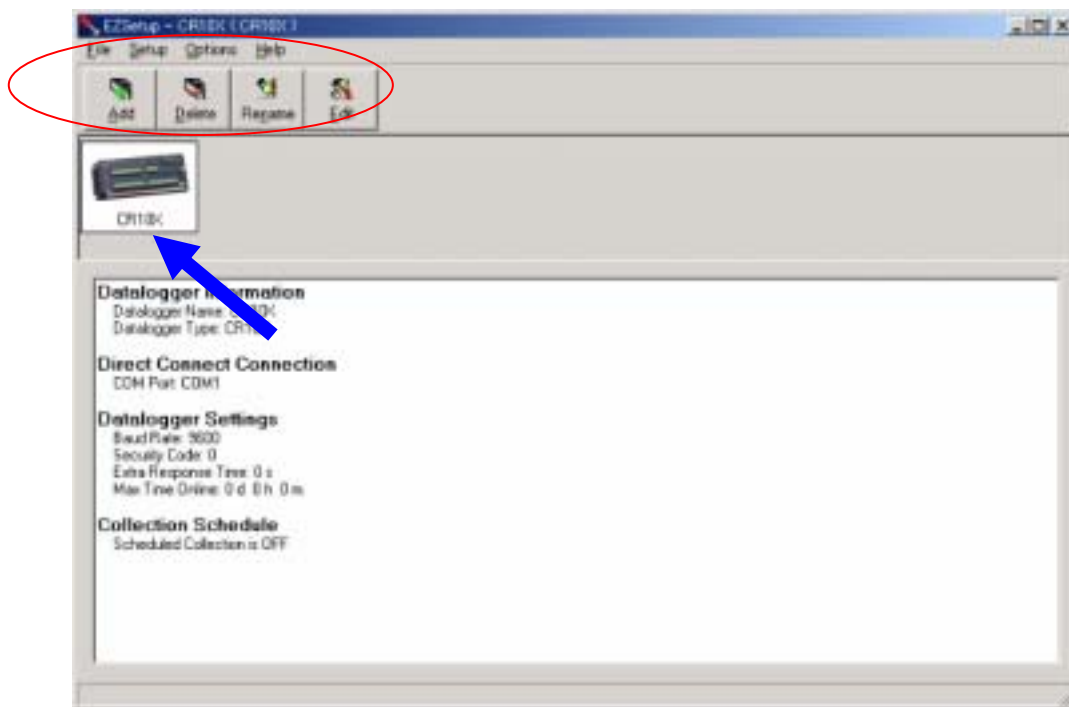 EZSetup - CR10X (CR10X)
File Setup Options Help
Add Delete Rename Edit
CR10X
Datalogger Information
Datalogger Name:
Datalogger Type:
Direct Connect Connection
COM Port: COM1
Datalogger Settings
Baud Rate: 9600
Security Code: 0
Extra Response Time: 0 s
Max Time Online: 0 d 0 h 0 m
Collection Schedule
Scheduled Collection is OFF